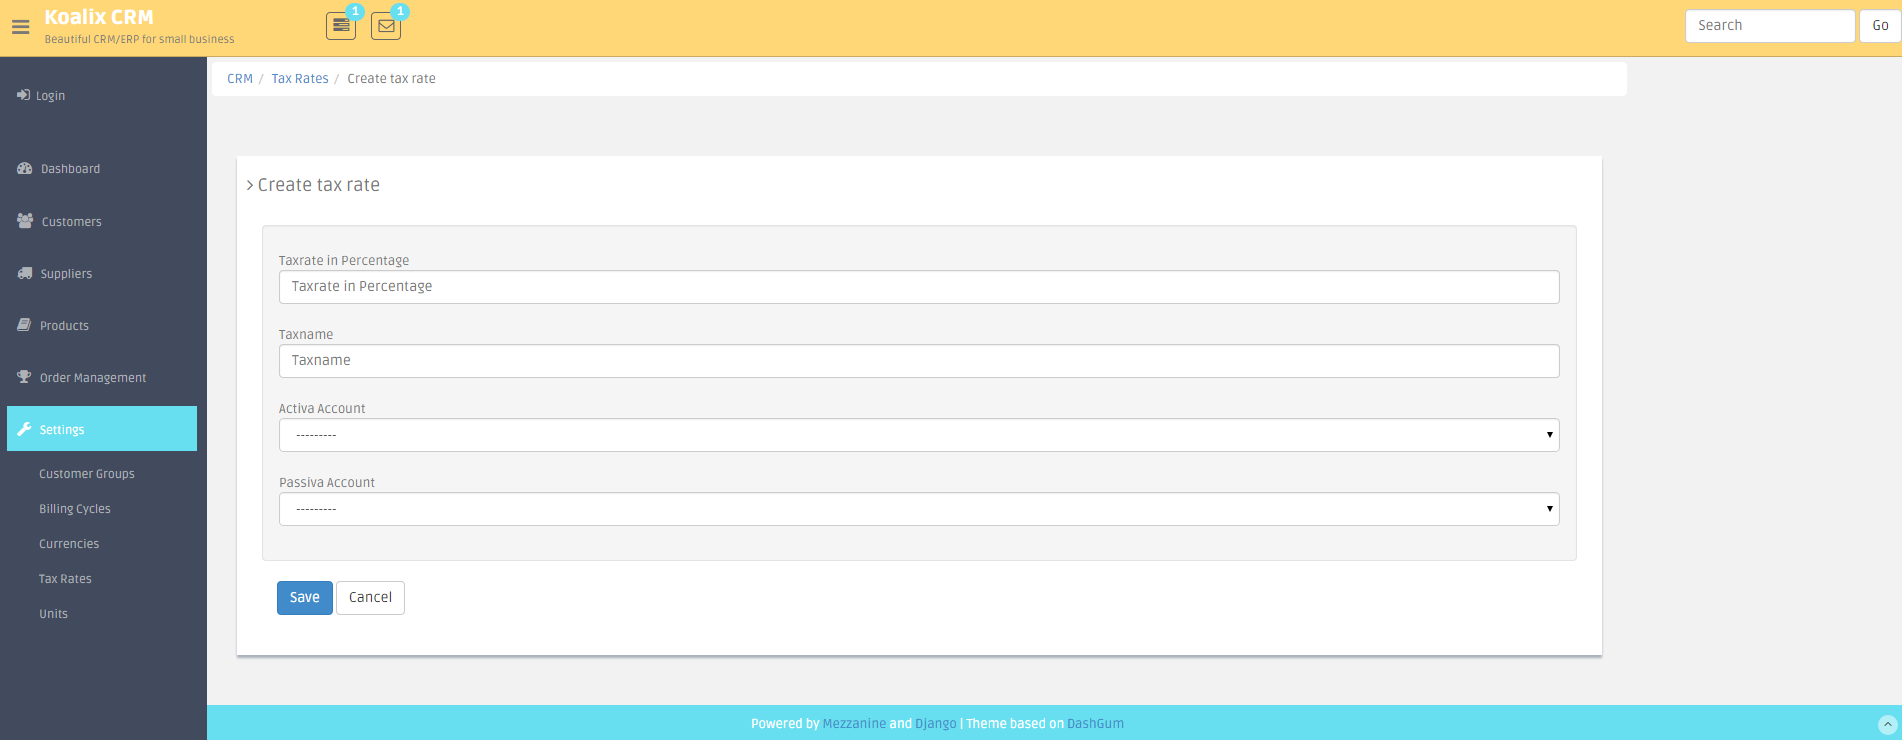 Koalix CRM
Beautiful CRM/ERP for small business
1
1
Search
Go
Login
Dashboard
Customers
Suppliers
Products
Order Management
Settings
Customer Groups
Billing Cycles
Currencies
Tax Rates
Units
CRM / Tax Rates / Create tax rate
Create tax rate
Taxrate in Percentage
Taxrate in Percentage
Taxname
Taxname
Activa Account
---------
Passiva Account
---------
Save
Cancel
Powered by Mezzanine and Django | Theme based on DashGum